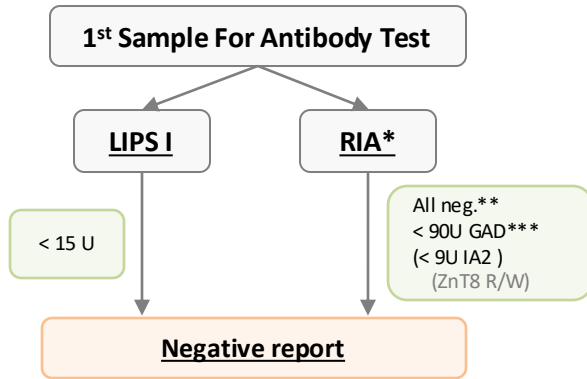 1st Sample For Antibody Test
LIPS I
RIA*
< 15 U
All neg.**
< 90U GAD***
(< 9U IA2 )
(ZnT8 R/W)
Negative report